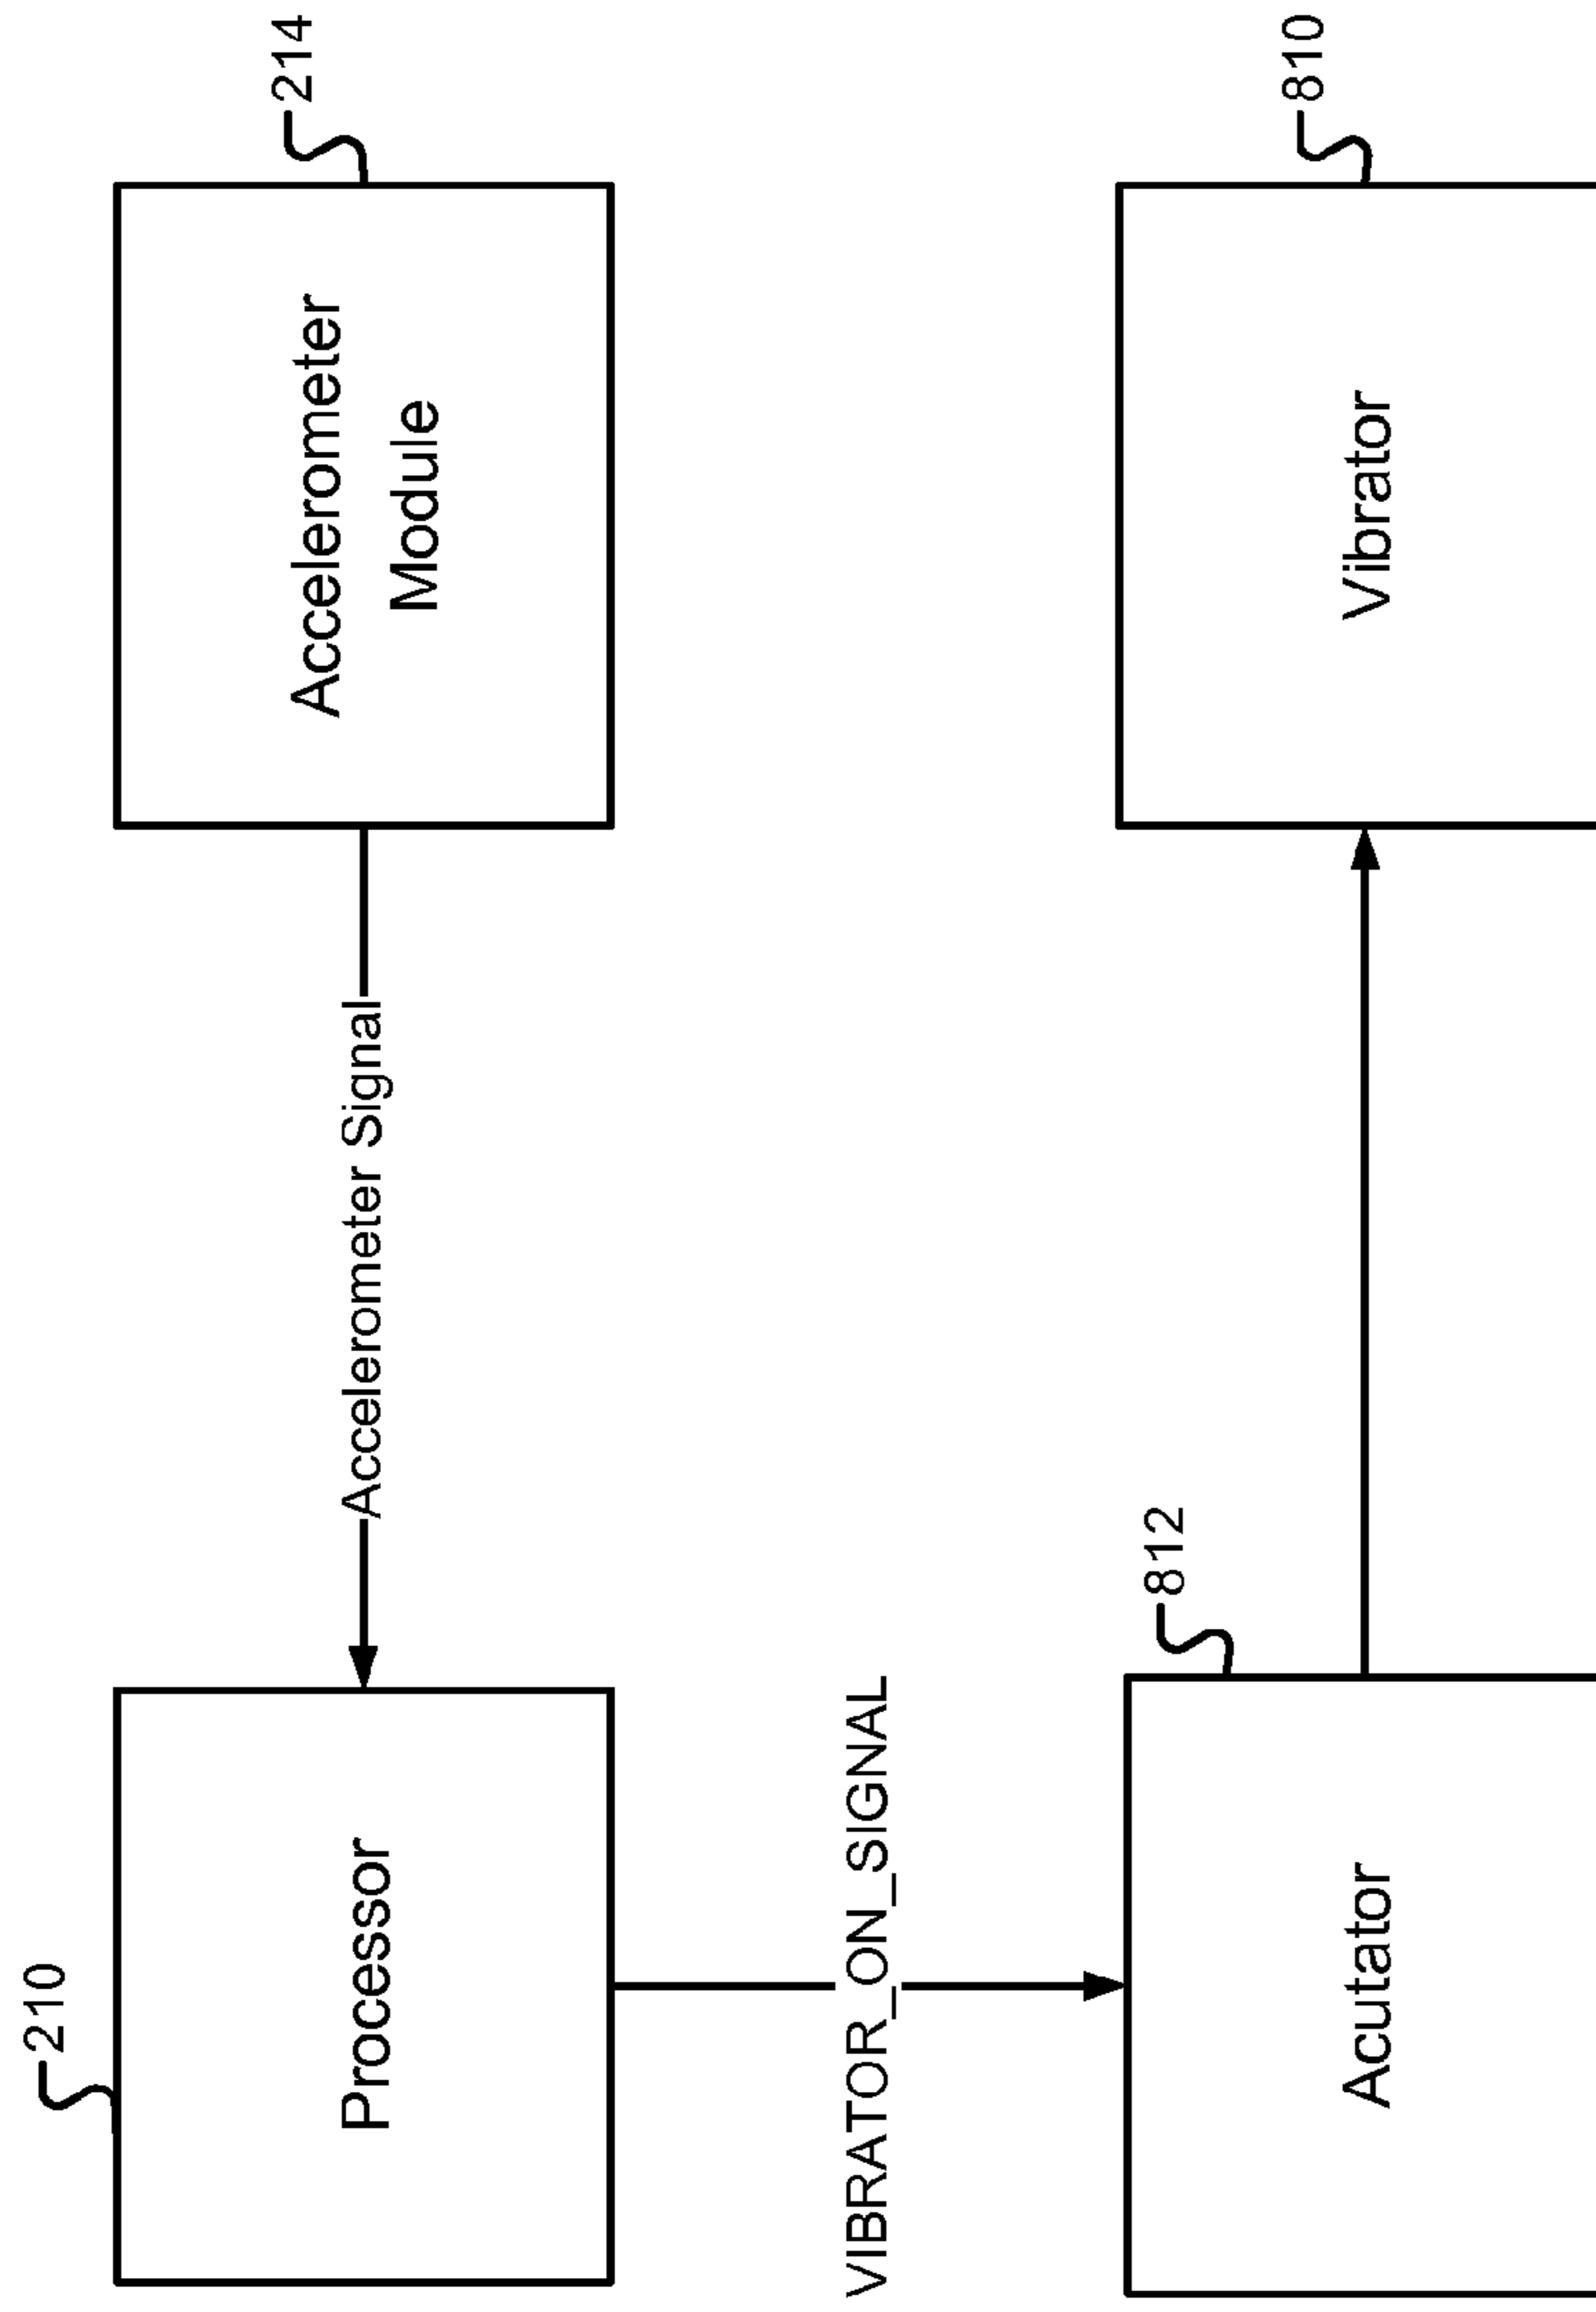 210
Processor
Accelerometer Signal
Accelerometer
Module
214
VIBRATOR_ON_SIGNAL
Acutator
812
Vibrator
810